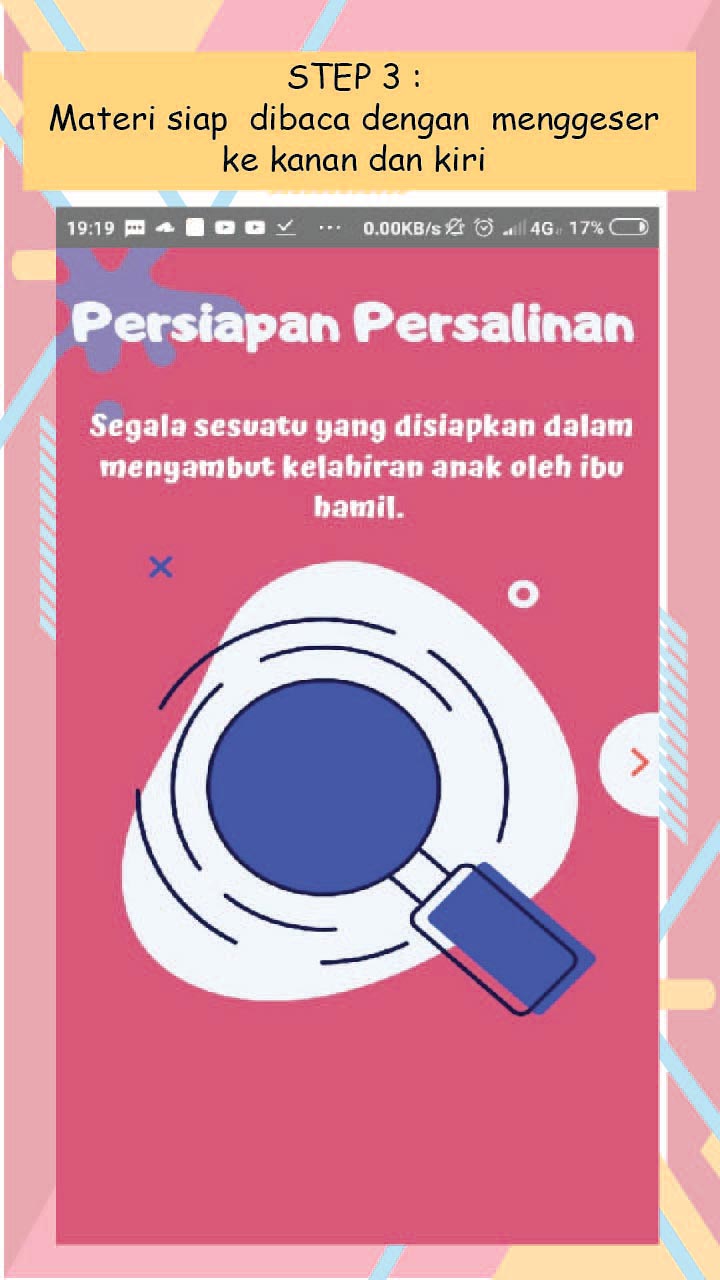 STEP 3 :
Materi siap dibaca dengan menggeser
ke kanan dan kiri
19:19 ... 0.00KB/s 4G 17%
Persiapan Persalinan
Segala sesuatu yang disiapkan dalam
menyambut kelahiran anak oleh ibu
hamil.